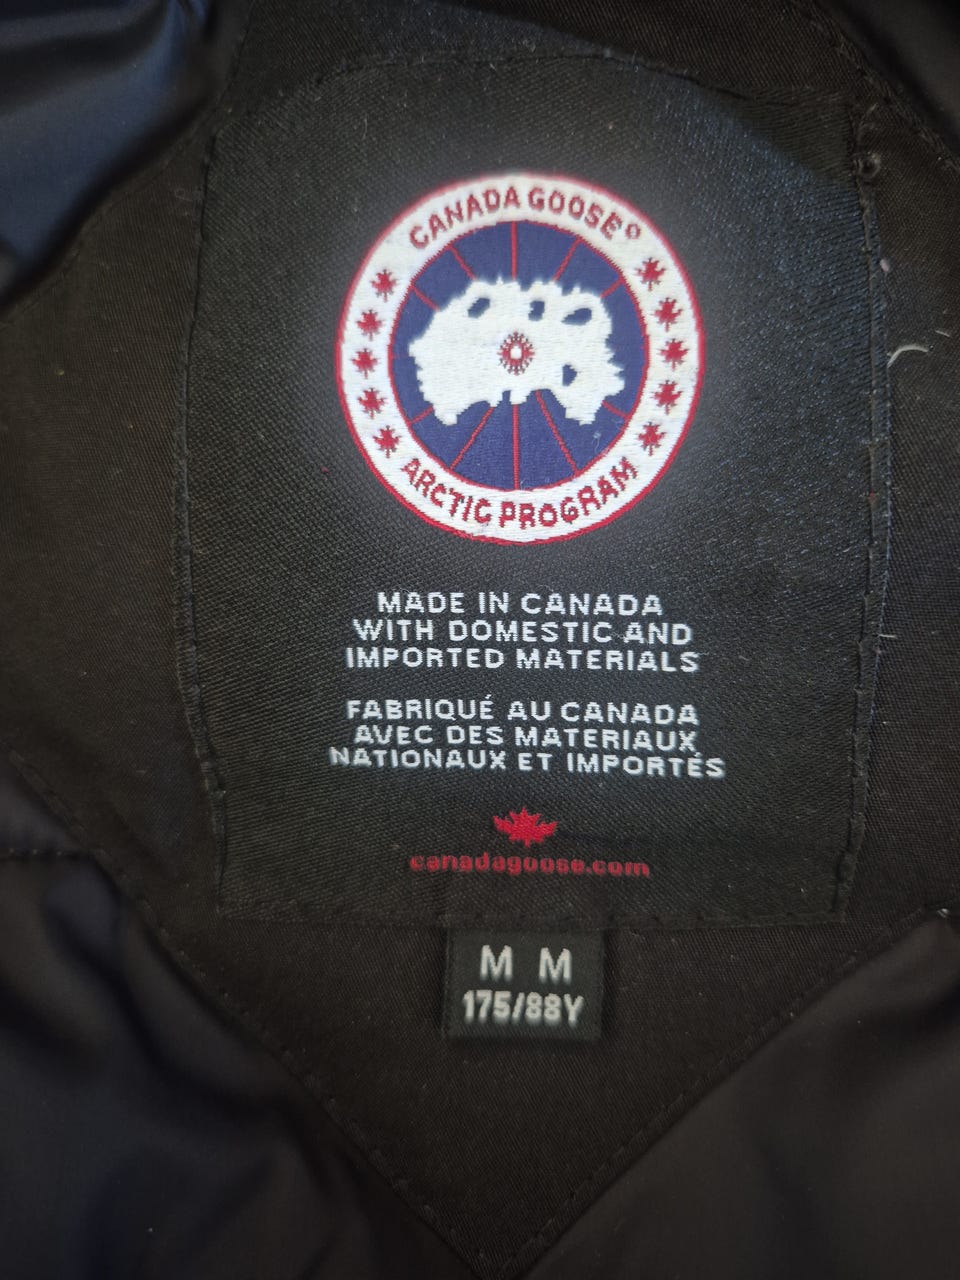 CANADA GOOSE®
ARCTIC PROGRAM
MADE IN CANADA
WITH DOMESTIC AND
IMPORTED MATERIALS
FABRIQUÉ AU CANADA
AVEC DES MATERIAUX
NATIONAUX ET IMPORTÉS
canadagoose.com
M M
175/88Y